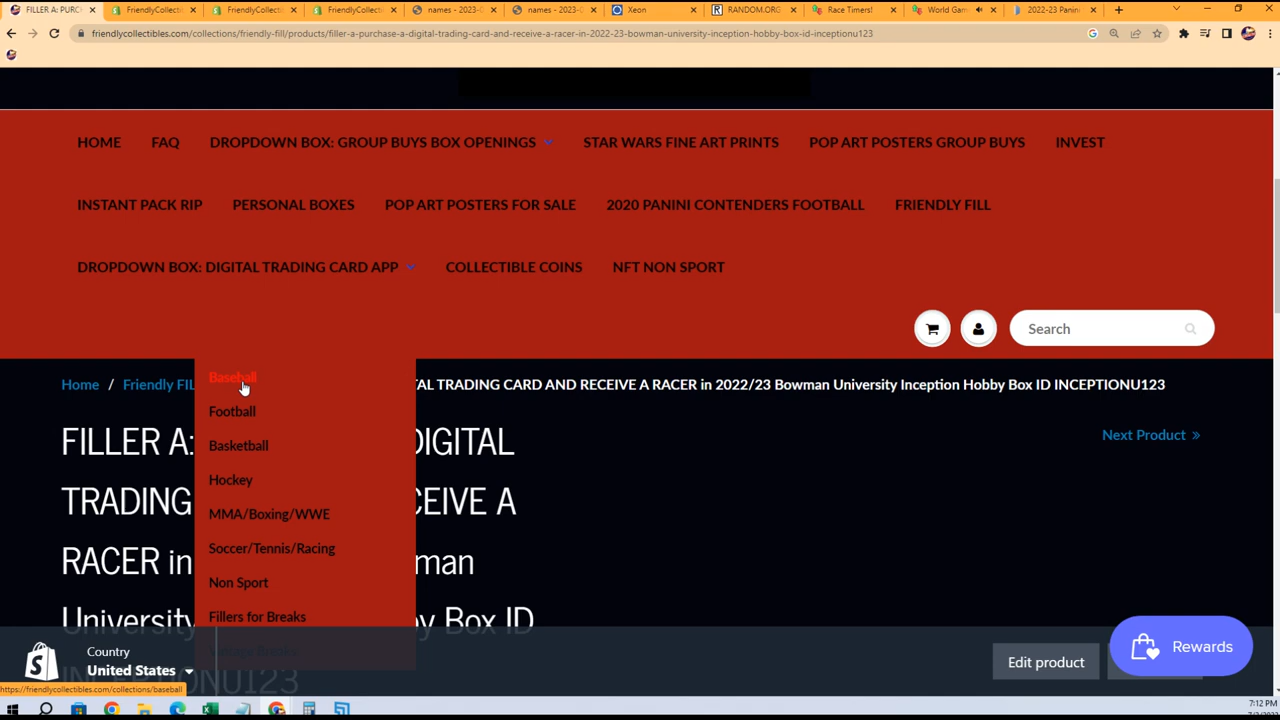 FILLER A: PURCH
FriendlyCollectib
FriendlyCollectib
FriendlyCollectib
names - 2023-0
names - 2023-0
Xeon
RANDOM.ORG
Race Timers!
World Gam
2022-23 Panini
friendlycollectibles.com/collections/friendly-fill/products/filler-a-purchase-a-digital-trading-card-and-receive-a-racer-in-2022-23-bowman-university-inception-hobby-box-id-inceptionu123
HOME FAQ DROPDOWN BOX: GROUP BUYS BOX OPENINGS STAR WARS FINE ART PRINTS POP ART POSTERS GROUP BUYS INVEST
INSTANT PACK RIP PERSONAL BOXES POP ART POSTERS FOR SALE 2020 PANINI CONTENDERS FOOTBALL FRIENDLY FILL
DROPDOWN BOX: DIGITAL TRADING CARD APP COLLECTIBLE COINS NFT NON SPORT
Search
Home / Friendly FIL
TAL TRADING CARD AND RECEIVE A RACER in 2022/23 Bowman University Inception Hobby Box ID INCEPTIONU123
Baseball
Football
Basketball
Hockey
MMA/Boxing/WWE
Soccer/Tennis/Racing
Non Sport
Fillers for Breaks
Next Product »
FILLER A: DIGITAL
TRADING CEIVE A
RACER in man
University by Box ID
INCEPTIONU123
Country
United States
Edit product
Rewards
https://friendlycollectibles.com/collections/baseball
7:12 PM